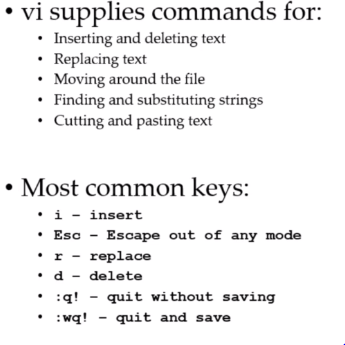 • vi supplies commands for:
• Inserting and deleting text
• Replacing text
• Moving around the file
• Finding and substituting strings
• Cutting and pasting text
• Most common keys:
• i – insert
• Esc – Escape out of any mode
• r – replace
• d – delete
• :q! – quit without saving
• :wq! – quit and save